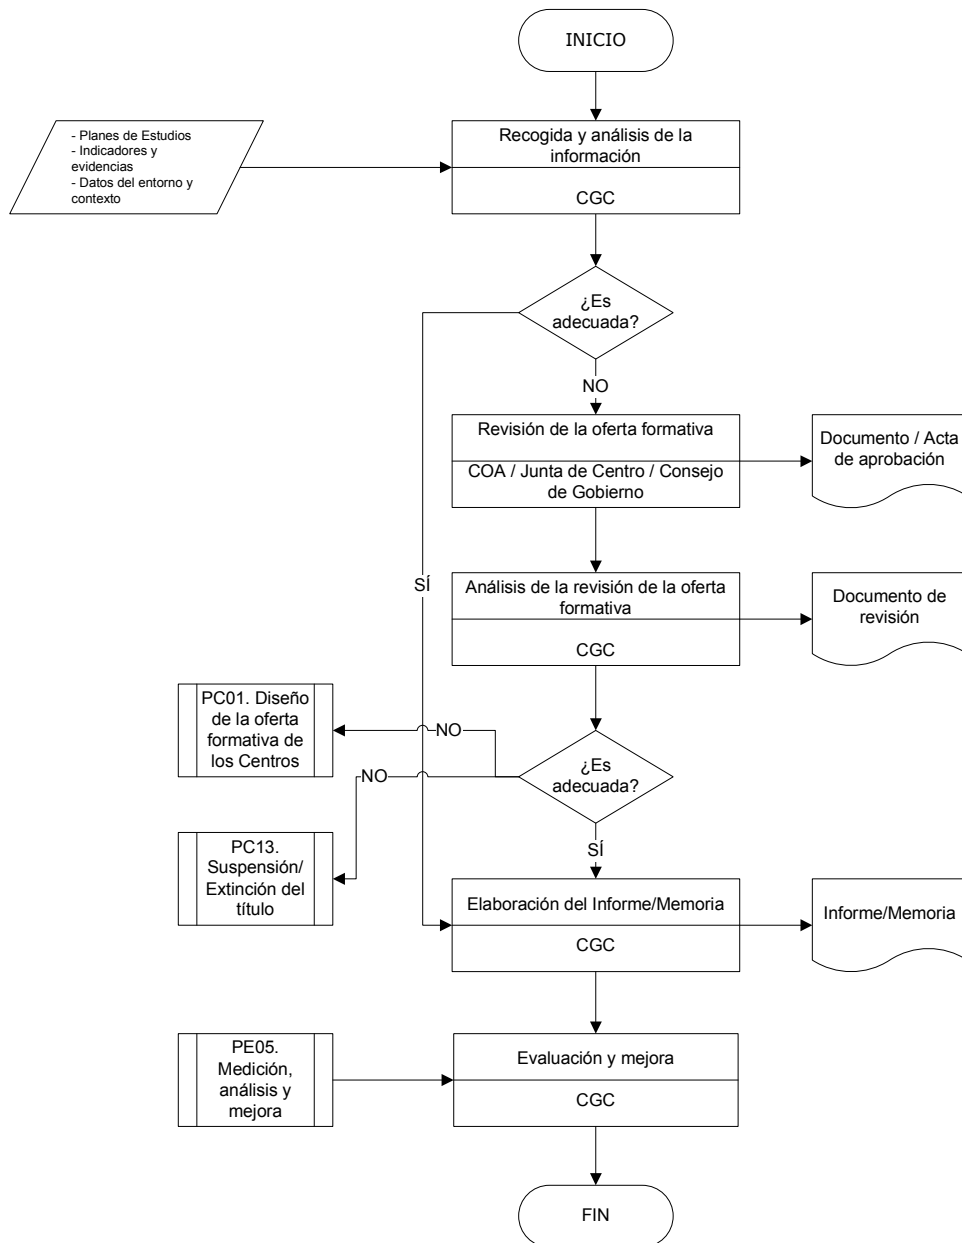 INICIO
- Planes de Estudios
- Indicadores y
evidencias
- Datos del entorno y
contexto
Recogida y análisis de la
información
CGC
¿Es
adecuada?
NO
Revisión de la oferta formativa
COA / Junta de Centro / Consejo
de Gobierno
Documento / Acta
de aprobación
SÍ
Análisis de la revisión de la oferta
formativa
CGC
Documento de
revisión
PC01. Diseño
de la oferta
formativa de
los Centros
NO
¿Es
adecuada?
NO
PC13.
Suspensión/
Extinción del
título
SÍ
Elaboración del Informe/Memoria
CGC
Informe/Memoria
PE05.
Medición,
análisis y
mejora
Evaluación y mejora
CGC
FIN